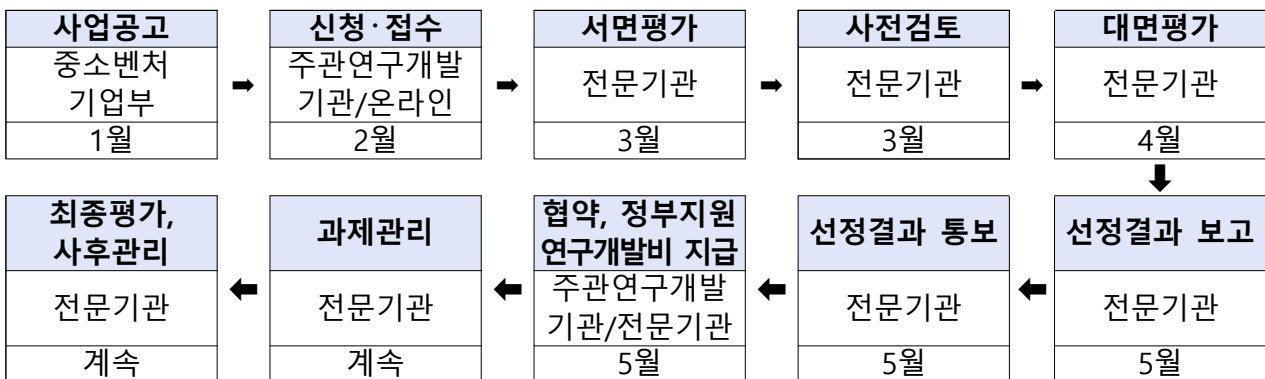 사업공고
중소벤처
기업부
1월
➡
신청·접수
주관연구개발
기관/온라인
2월
➡
서면평가
전문기관
3월
➡
사전검토
전문기관
3월
➡
대면평가
전문기관
4월
⬇
선정결과 보고
전문기관
5월
⬅
선정결과 통보
전문기관
5월
⬅
협약, 정부지원
연구개발비 지급
주관연구개발
기관/전문기관
5월
⬅
과제관리
전문기관
계속
⬅
최종평가,
사후관리
전문기관
계속